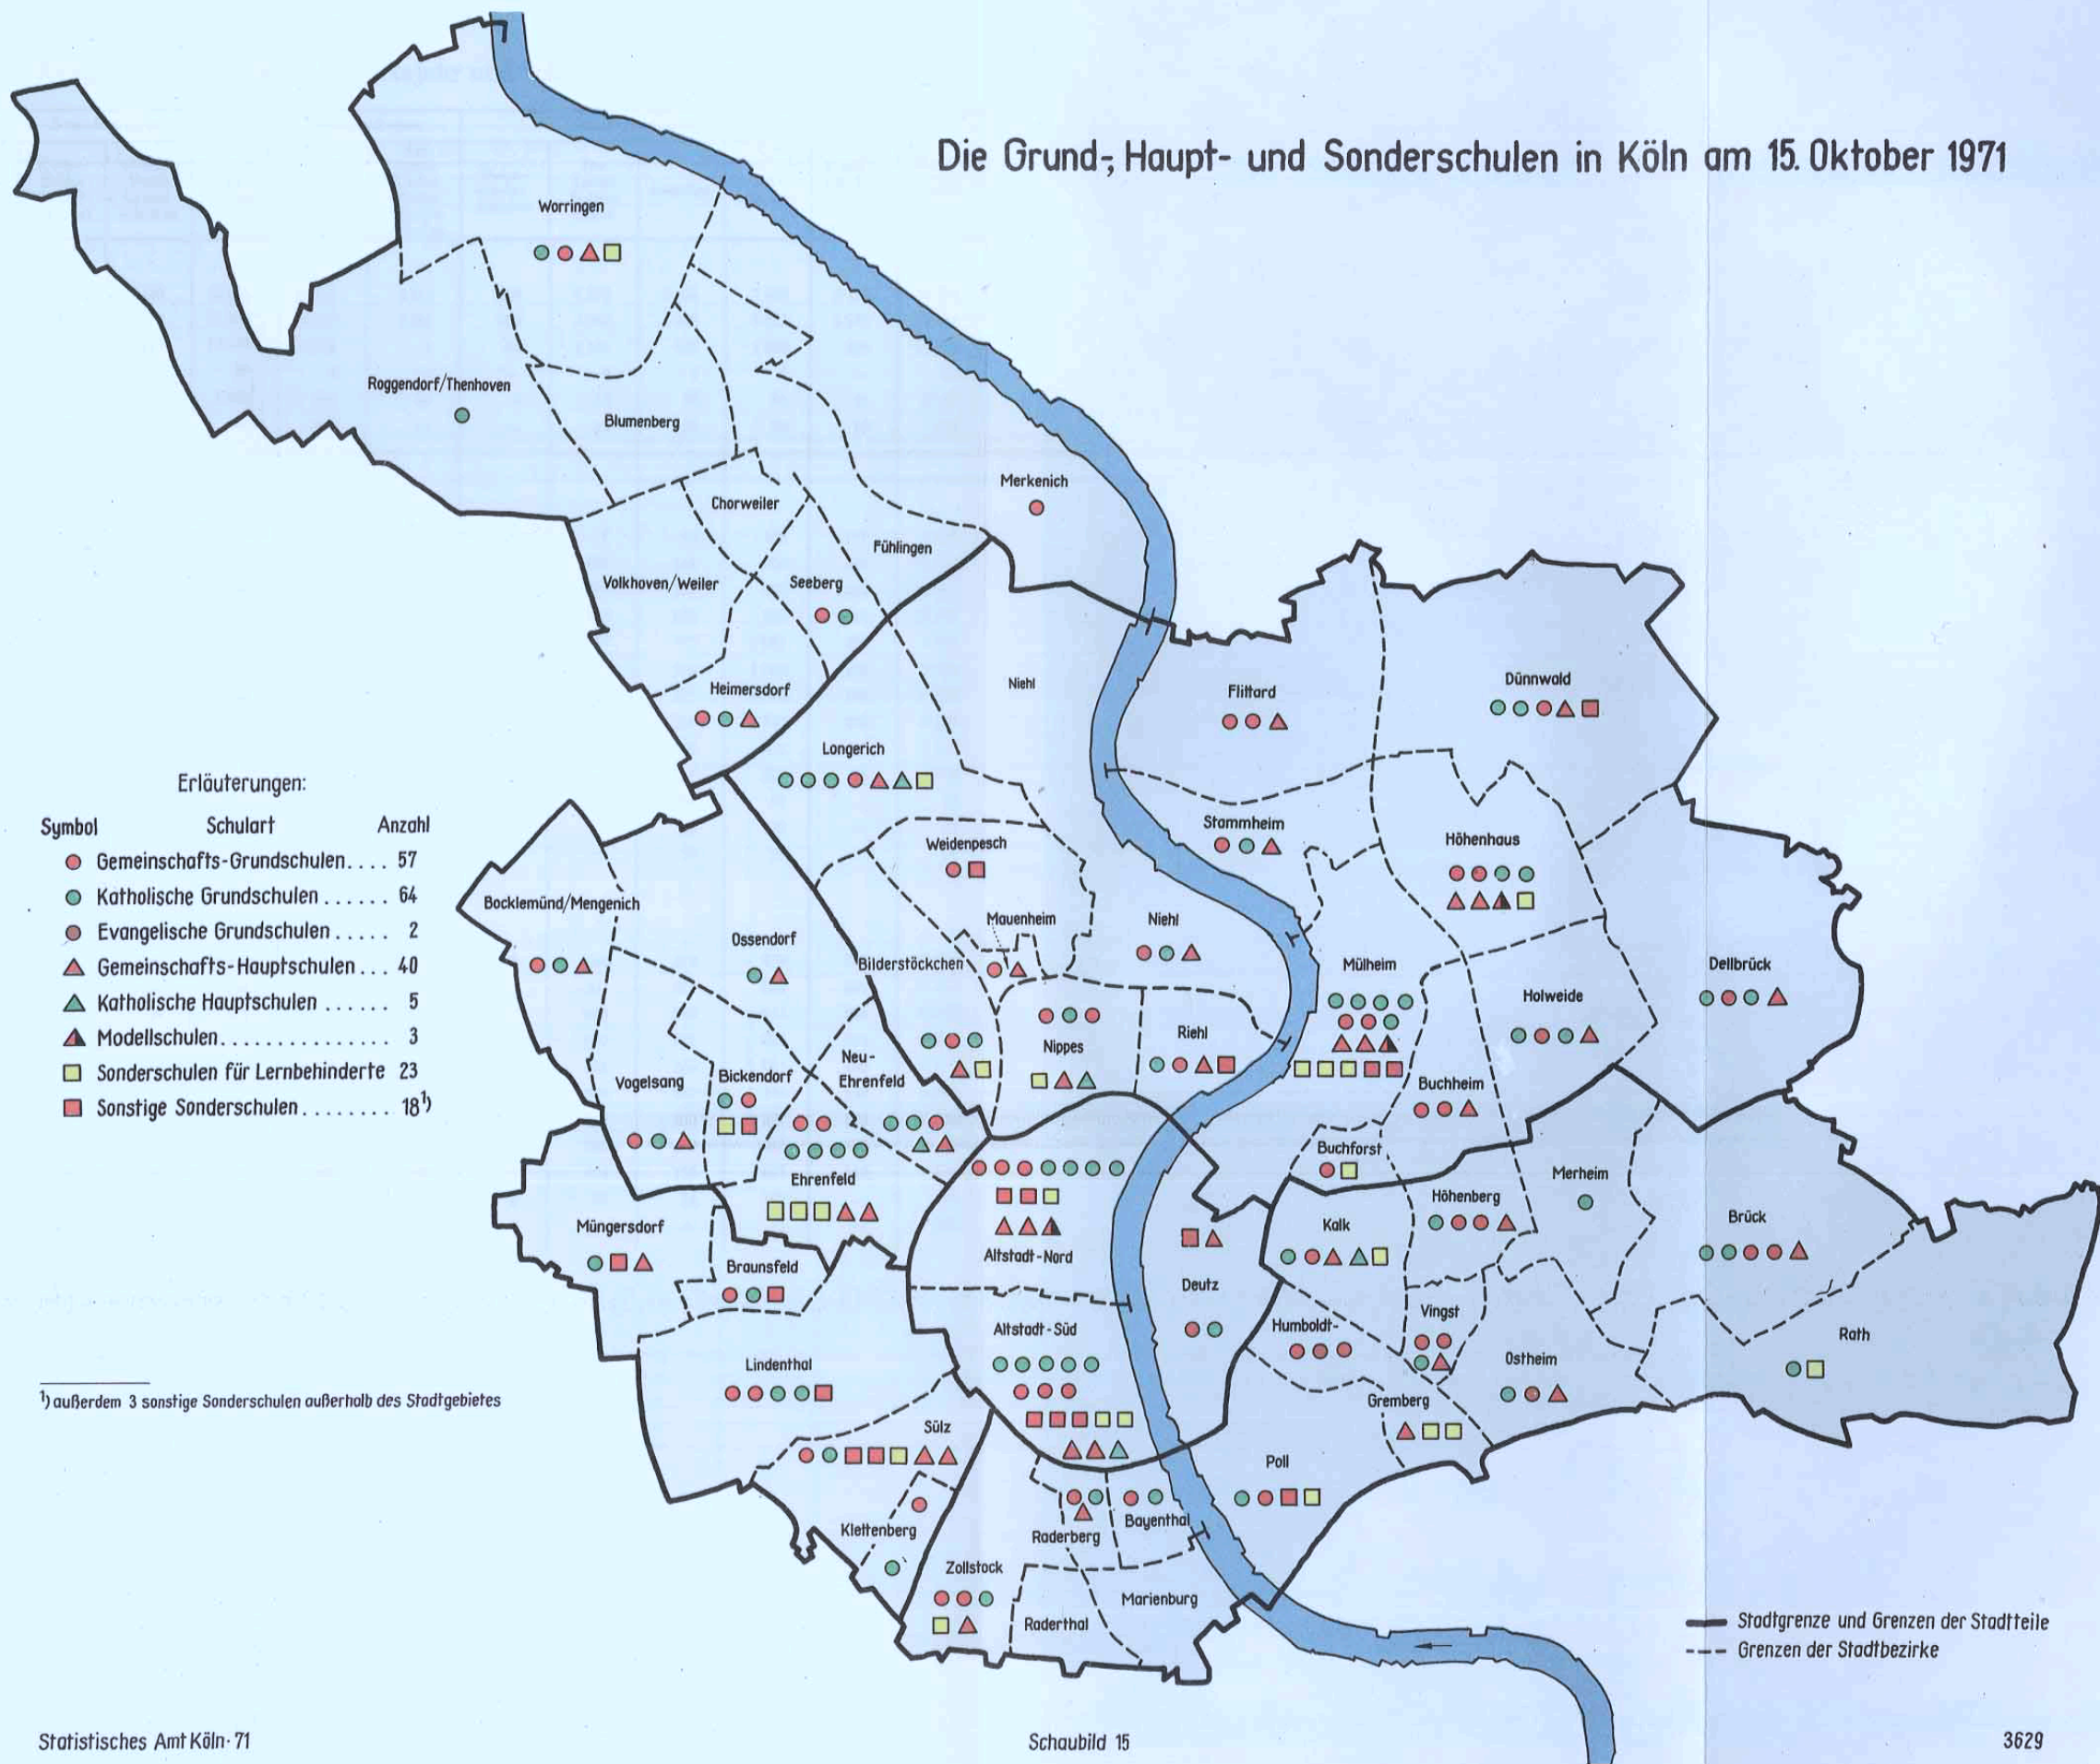 Die Grund-, Haupt- und Sonderschulen in Köln am 15. Oktober 1971
Worringen
Roggendorf/Thenhoven
Blumenberg
Merkenich
Chorweiler
Fühlingen
Volkhoven/Weiler
Seeberg
Heimersdorf
Niehl
Flittard
Dünnwald
Longerich
Stammheim
Höhenhaus
Weidenpesch
Bocklemünd/Mengenich
Ossendorf
Mauenheim
Niehl
Bilderstöckchen
Mülheim
Holweide
Dellbrück
Riehl
Nippes
Neu-
Ehrenfeld
Vogelsang
Bickendorf
Buchheim
Buchforst
Ehrenfeld
Merheim
Höhenberg
Müngersdorf
Kalk
Brück
Braunsfeld
Altstadt-Nord
Deutz
Vingst
Humboldt-
Altstadt-Süd
Rath
Lindenthal
Ostheim
Gremberg
Sülz
Poll
Klettenberg
Raderberg
Bayenthal
Zollstock
Marienburg
Raderthal
Erläuterungen:
Symbol Schulart Anzahl
Gemeinschafts-Grundschulen.... 57
Katholische Grundschulen ...... 64
Evangelische Grundschulen ..... 2
Gemeinschafts-Hauptschulen... 40
Katholische Hauptschulen ...... 5
Modellschulen............... 3
Sonderschulen für Lernbehinderte 23
Sonstige Sonderschulen........ 18¹)
¹) außerdem 3 sonstige Sonderschulen außerhalb des Stadtgebietes
Stadtgrenze und Grenzen der Stadtteile
Grenzen der Stadtbezirke
Statistisches Amt Köln·71
Schaubild 15
3629